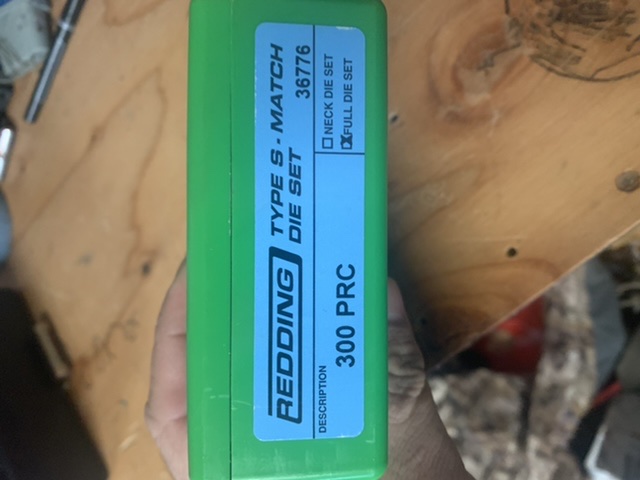 REDDING
TYPE S - MATCH
DIE SET
36776
DESCRIPTION
300 PRC
NECK DIE SET
FULL DIE SET